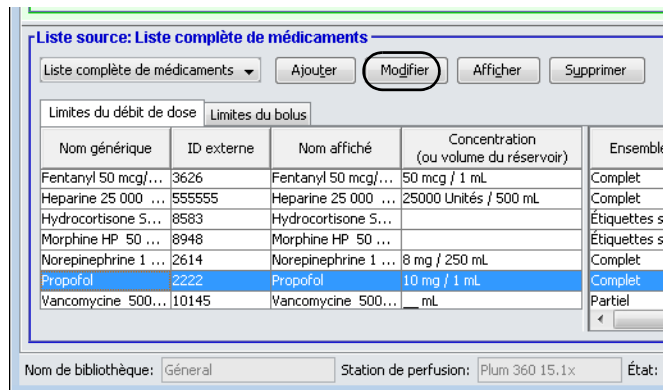 Liste source: Liste complète de médicaments
Liste complète de médicaments Ajouter Modifier Afficher Supprimer
Limites du débit de dose Limites du bolus
Nom générique ID externe Nom affiché Concentration (ou volume du réservoir) Ensemble
Fentanyl 50 mcg/... 3626 Fentanyl 50 mcg/... 50 mcg / 1 mL Complet
Heparine 25 000 ... 555555 Heparine 25 000 ... 25000 Unités / 500 mL Complet
Hydrocortisone S... 8583 Hydrocortisone S... Étiquettes s
Morphine HP 50 ... 8948 Morphine HP 50 ... Étiquettes s
Norepinephrine 1 ... 2614 Norepinephrine 1 ... 8 mg / 250 mL Complet
Propofol 2222 Propofol 10 mg / 1 mL Complet
Vancomycine 500... 10145 Vancomycine 500... __ mL Partiel
Nom de bibliothèque: Géneral Station de perfusion: Plum 360 15.1x État: